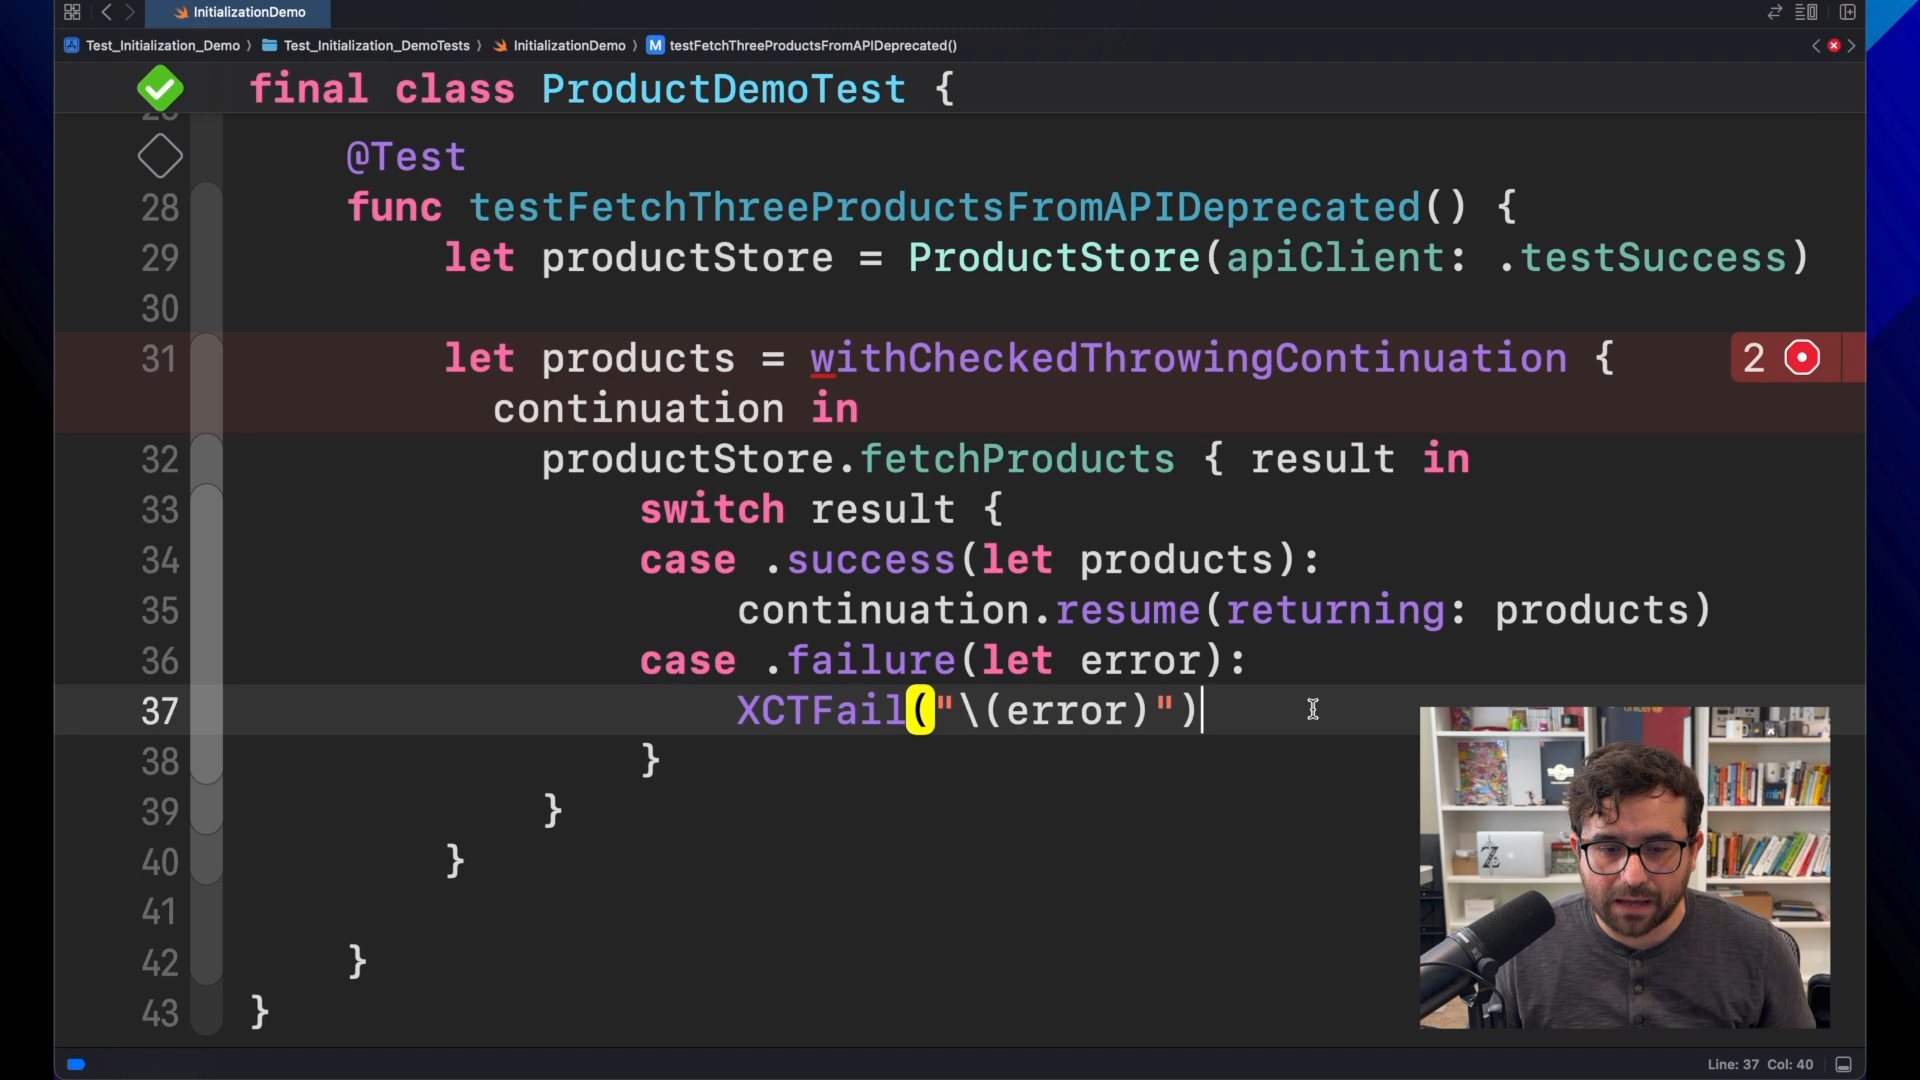 InitializationDemo
Test_Initialization_Demo 〉 Test_Initialization_DemoTests 〉 InitializationDemo 〉 M testFetchThreeProductsFromAPIDeprecated()
final class ProductDemoTest {
@Test
28 func testFetchThreeProductsFromAPIDeprecated() {
29 let productStore = ProductStore(apiClient: .testSuccess)
30
31 let products = withCheckedThrowingContinuation { 2
continuation in
32 productStore.fetchProducts { result in
33 switch result {
34 case .success(let products):
35 continuation.resume(returning: products)
36 case .failure(let error):
37 XCTFail("\(error)")
38 }
39 }
40 }
41
42 }
43 }
Line: 37 Col: 40